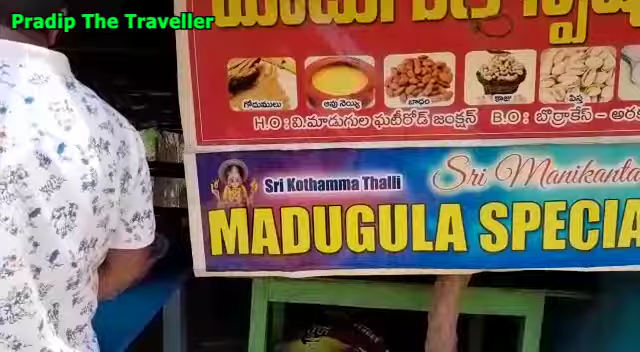 Pradip The Traveller
గోదుములు
ఆవు నెయ్యి
బాదం
కాజు
పిస్తా
H.O: వి.మాడుగుల ఘాటీరోడ్ జంక్షన్ B.O: బొర్రాకేవ్ - అరక
Sri Kothamma Thalli
Sri Manikanta
MADUGULA SPECIA